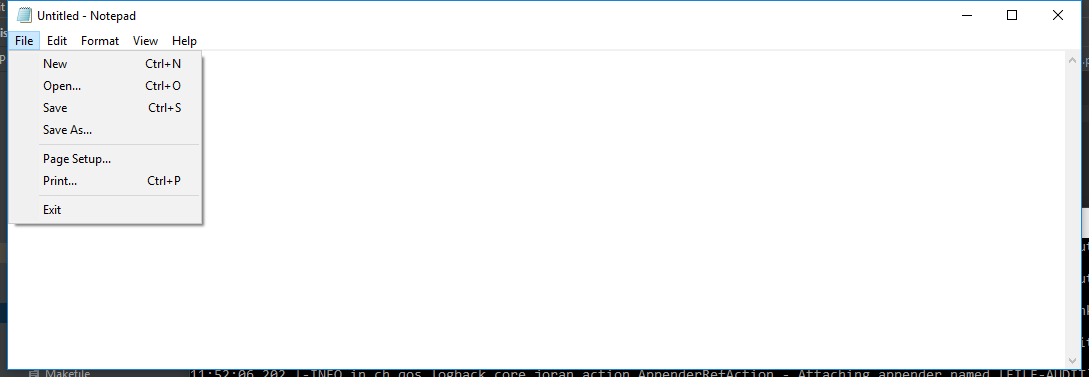 Untitled - Notepad
File Edit Format View Help
New Ctrl+N
Open... Ctrl+O
Save Ctrl+S
Save As...
Page Setup...
Print... Ctrl+P
Exit
Makefile
11:52:06,202 |-INFO in ch.qos.logback.core.joran.action.AppenderRefAction - Attaching appender named [FILE-AUDIT